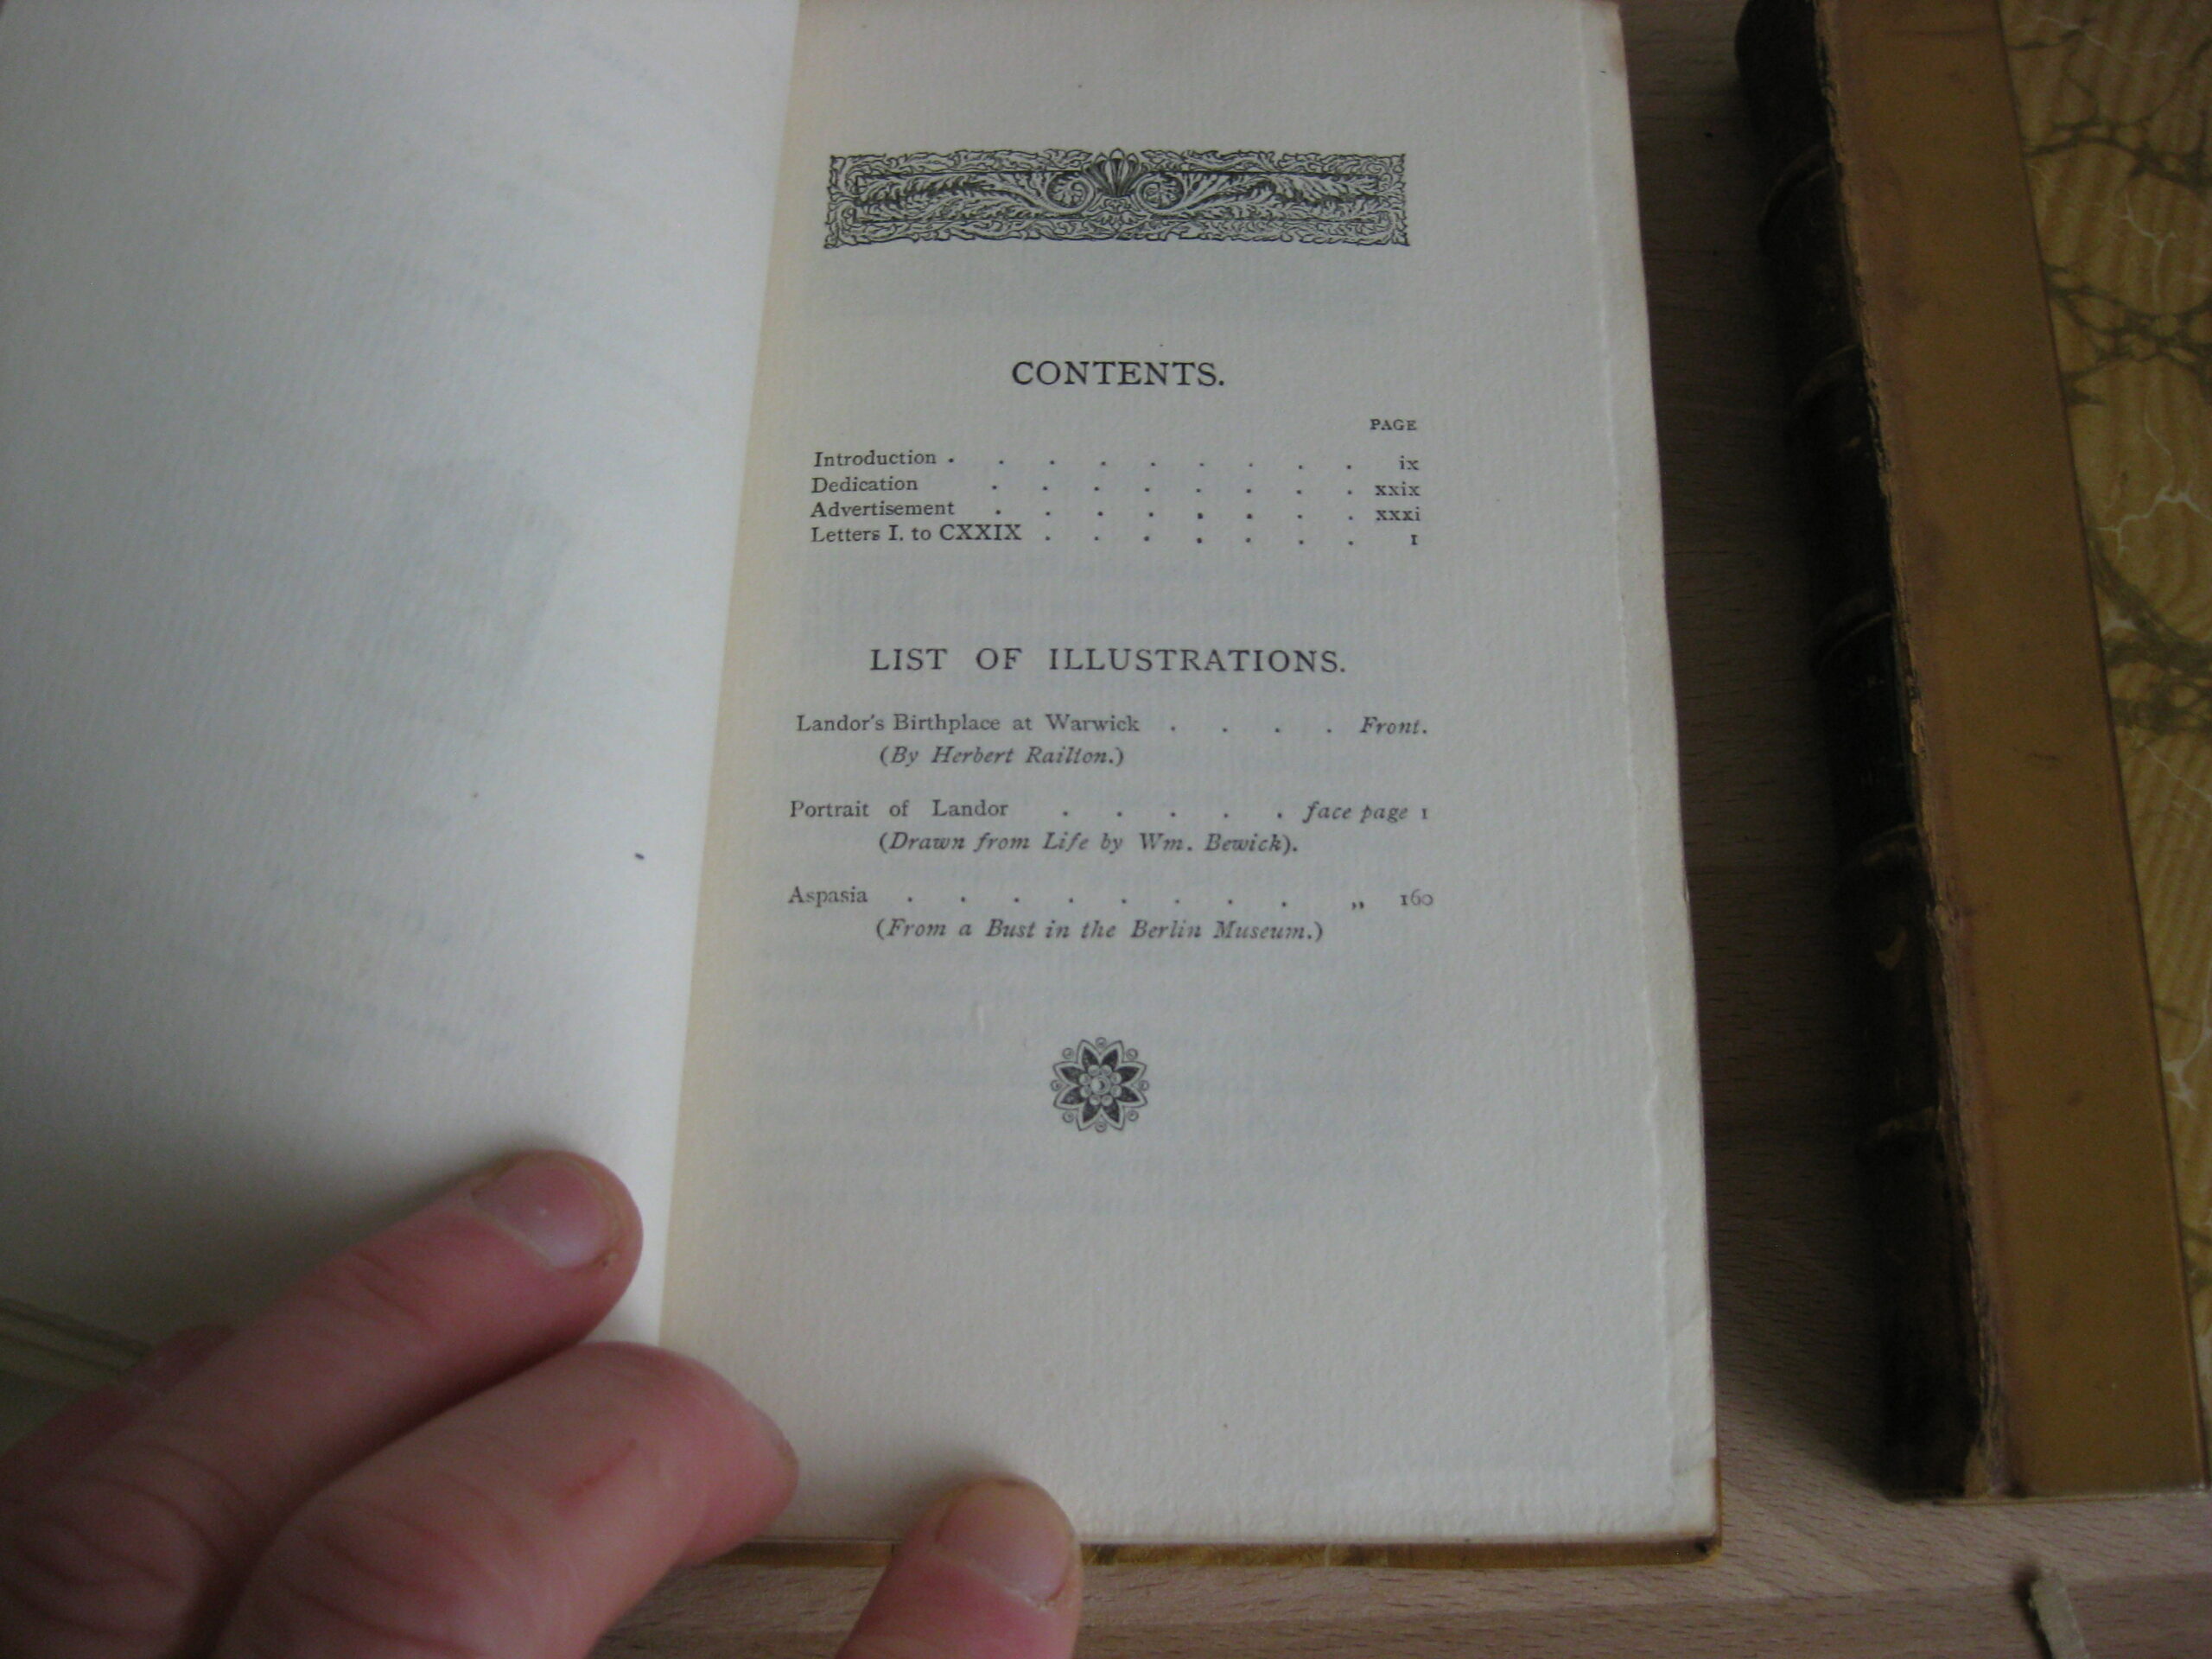 CONTENTS.
PAGE
Introduction . . . . . . . . . ix
Dedication . . . . . . . . xxix
Advertisement . . . . . . . . xxxi
Letters I. to CXXIX . . . . . . . 1
LIST OF ILLUSTRATIONS.
Landor's Birthplace at Warwick . . . . Front.
(By Herbert Railton.)
Portrait of Landor . . . . . face page 1
(Drawn from Life by Wm. Bewick).
Aspasia . . . . . . . . „ 160
(From a Bust in the Berlin Museum.)